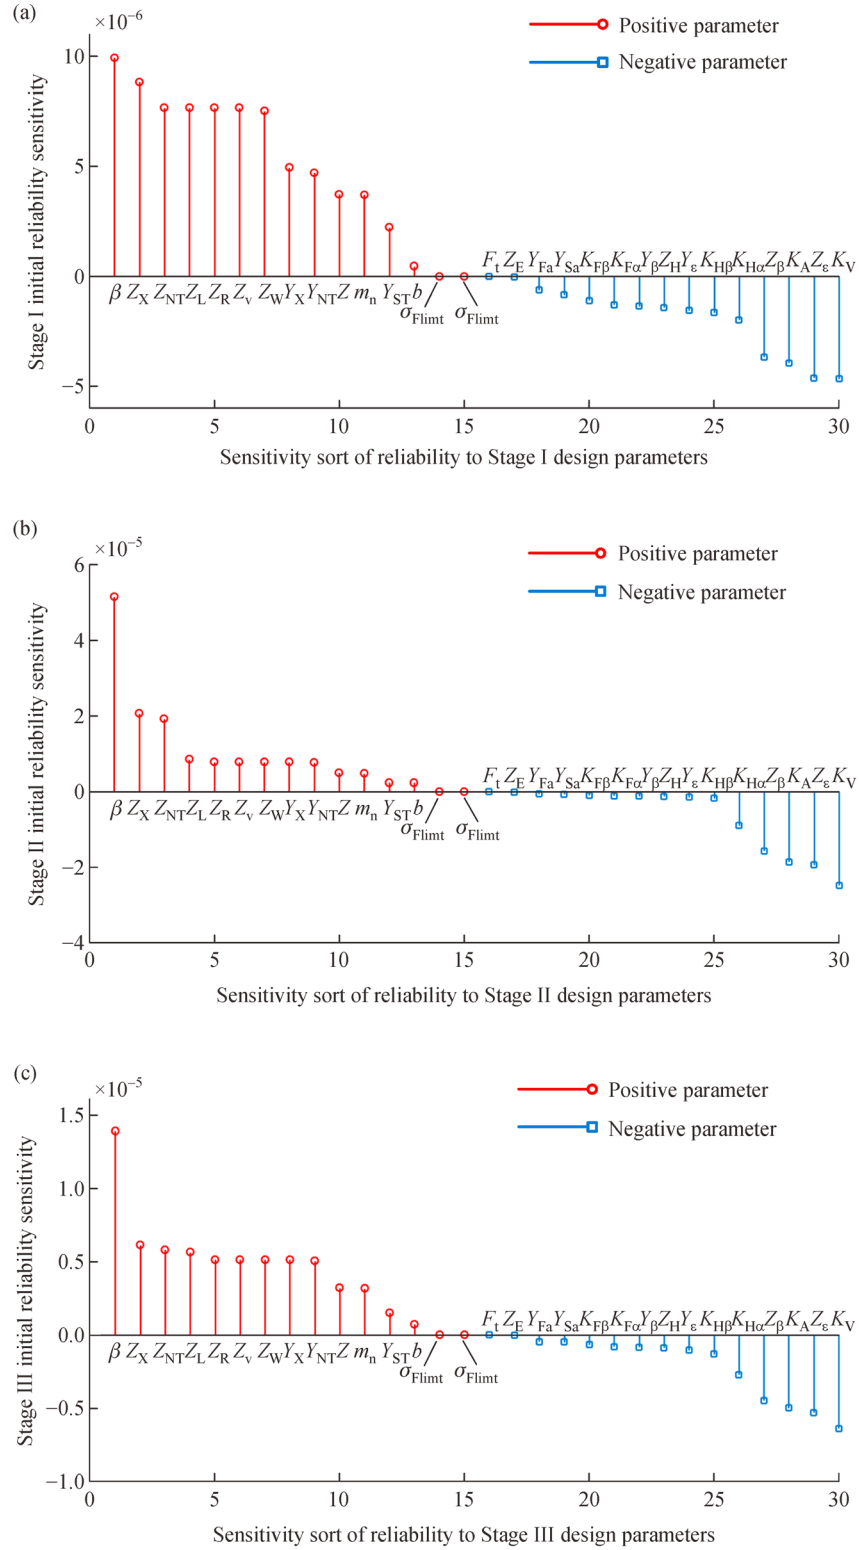 (a)
×10⁻⁶
Positive parameter
Negative parameter
Stage I initial reliability sensitivity
10
5
0
−5
F_t Z_E Y_Fa Y_Sa K_Fβ K_Fα Y_β Z_H Y_ε K_Hβ K_Hα Z_β K_A Z_ε K_V
β Z_X Z_NT Z_L Z_R Z_v Z_W Y_X Y_NT Z m_n Y_ST b
σ_Flimt σ_Flimt
0 5 10 15 20 25 30
Sensitivity sort of reliability to Stage I design parameters
(b)
×10⁻⁵
Positive parameter
Negative parameter
Stage II initial reliability sensitivity
6
4
2
0
−2
−4
F_t Z_E Y_Fa Y_Sa K_Fβ K_Fα Y_β Z_H Y_ε K_Hβ K_Hα Z_β K_A Z_ε K_V
β Z_X Z_NT Z_L Z_R Z_v Z_W Y_X Y_NT Z m_n Y_ST b
σ_Flimt σ_Flimt
0 5 10 15 20 25 30
Sensitivity sort of reliability to Stage II design parameters
(c)
×10⁻⁵
Positive parameter
Negative parameter
Stage III initial reliability sensitivity
1.5
1.0
0.5
0.0
−0.5
−1.0
F_t Z_E Y_Fa Y_Sa K_Fβ K_Fα Y_β Z_H Y_ε K_Hβ K_Hα Z_β K_A Z_ε K_V
β Z_X Z_NT Z_L Z_R Z_v Z_W Y_X Y_NT Z m_n Y_ST b
σ_Flimt σ_Flimt
0 5 10 15 20 25 30
Sensitivity sort of reliability to Stage III design parameters